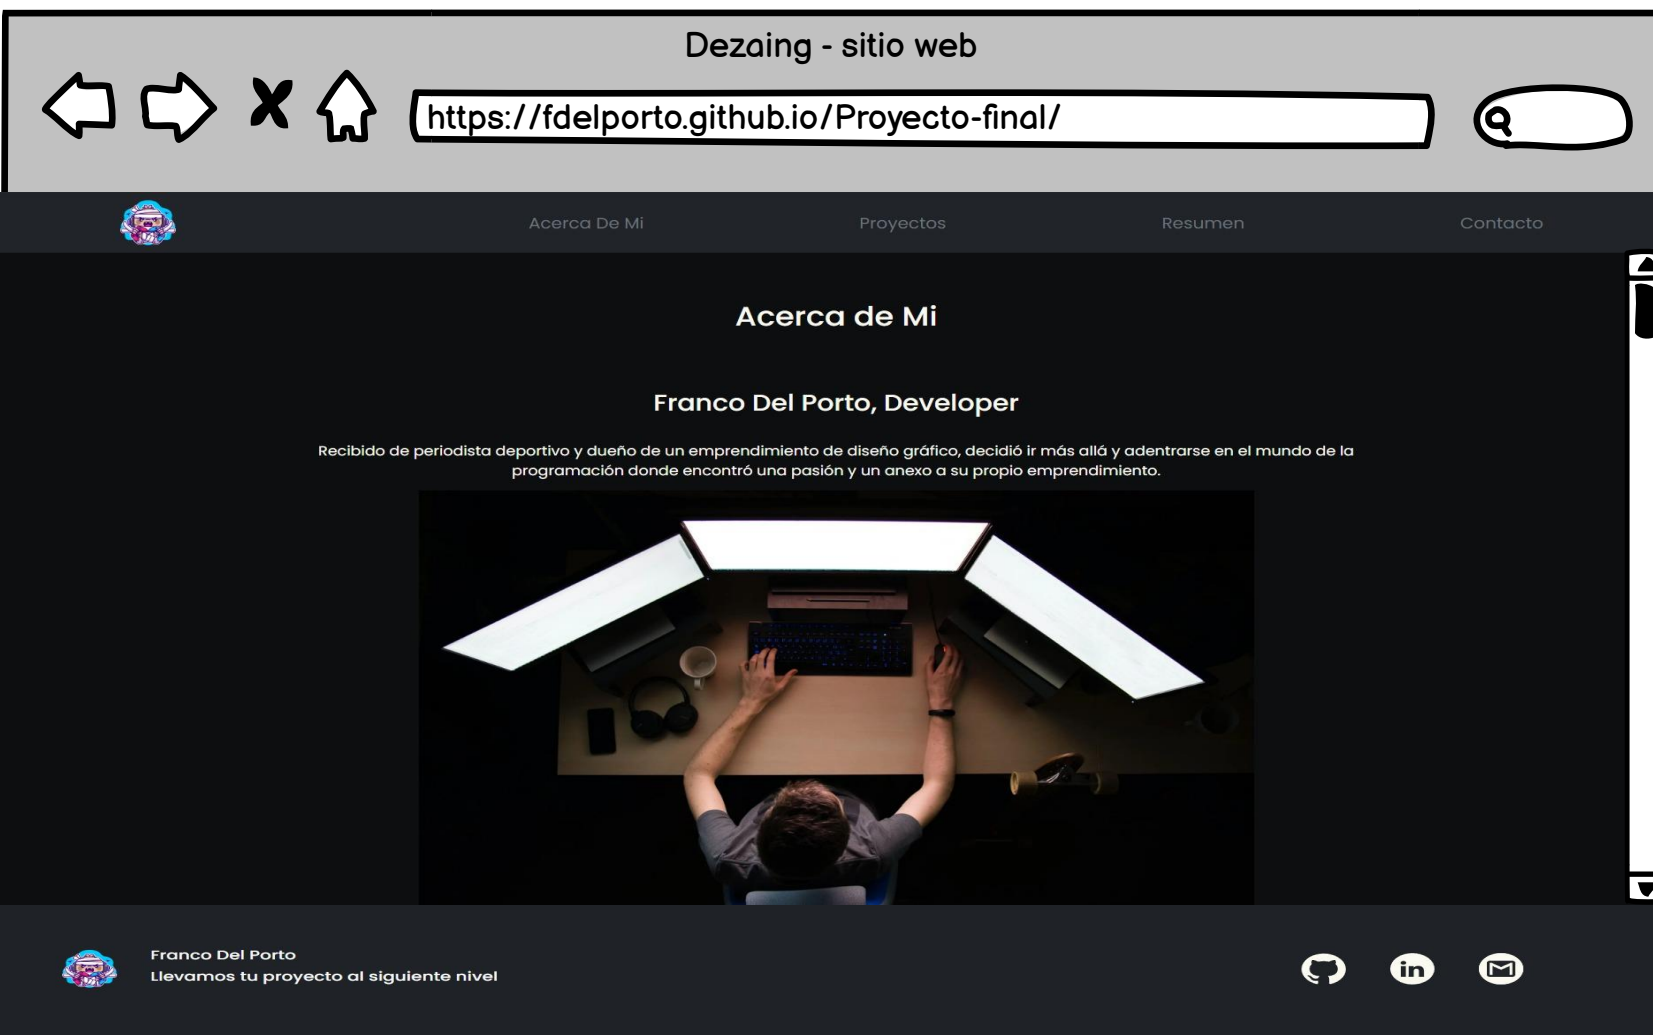 Dezaing - sitio web
https://fdelporto.github.io/Proyecto-final/
Acerca De Mi
Proyectos
Resumen
Contacto
Acerca de Mi
Franco Del Porto, Developer
Recibido de periodista deportivo y dueño de un emprendimiento de diseño gráfico, decidió ir más allá y adentrarse en el mundo de la
programación donde encontró una pasión y un anexo a su propio emprendimiento.
Franco Del Porto
Llevamos tu proyecto al siguiente nivel
in